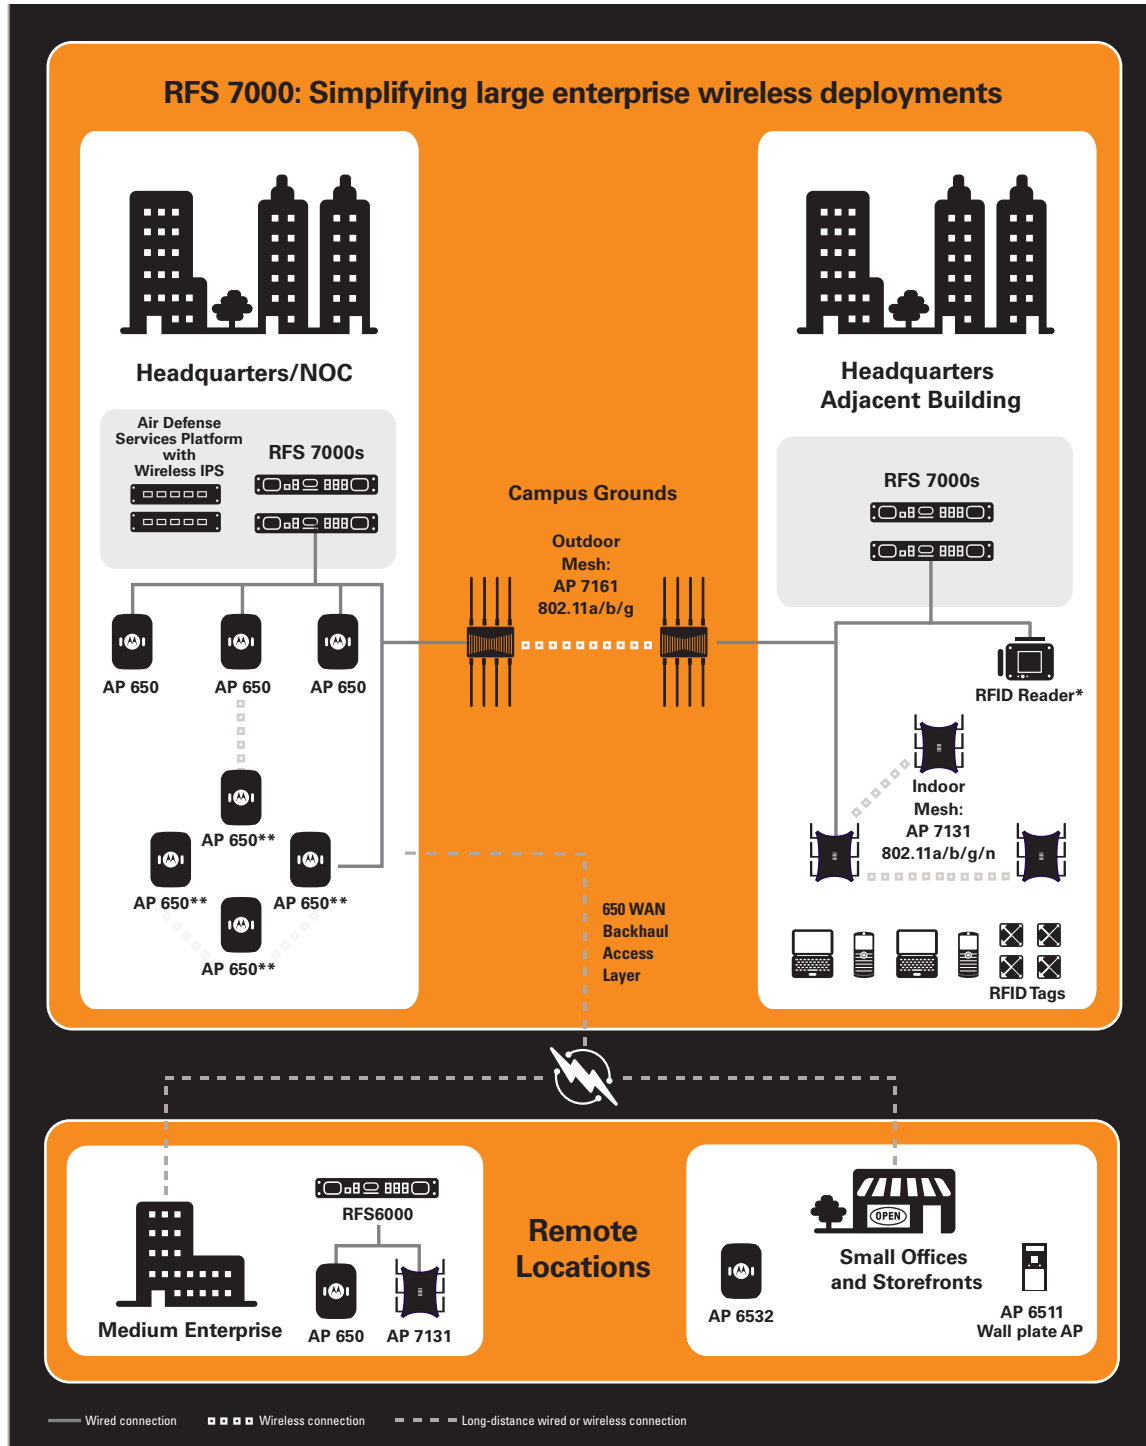 RFS 7000: Simplifying large enterprise wireless deployments
Headquarters/NOC
Air Defense
Services Platform
with
Wireless IPS
RFS 7000s
AP 650
AP 650
AP 650
AP 650**
AP 650**
AP 650**
AP 650**
Campus Grounds
Outdoor
Mesh:
AP 7161
802.11a/b/g
650 WAN
Backhaul
Access
Layer
Headquarters
Adjacent Building
RFS 7000s
RFID Reader*
Indoor
Mesh:
AP 7131
802.11a/b/g/n
RFID Tags
RFS6000
Medium Enterprise
AP 650
AP 7131
Remote
Locations
OPEN
Small Offices
and Storefronts
AP 6532
AP 6511
Wall plate AP
Wired connection
Wireless connection
Long-distance wired or wireless connection